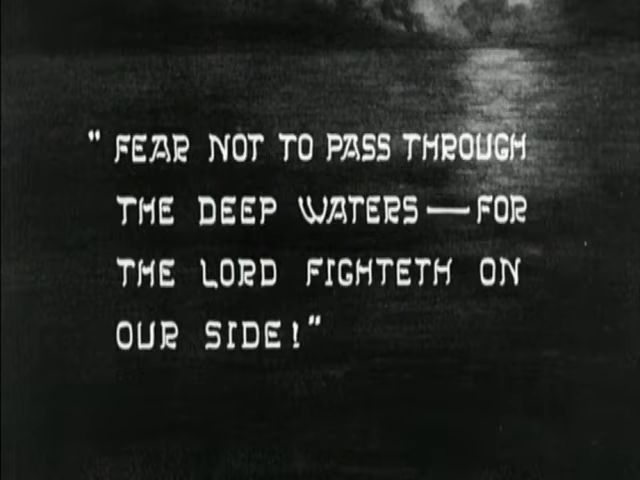 "FEAR NOT TO PASS THROUGH
THE DEEP WATERS — FOR
THE LORD FIGHTETH ON
OUR SIDE!"